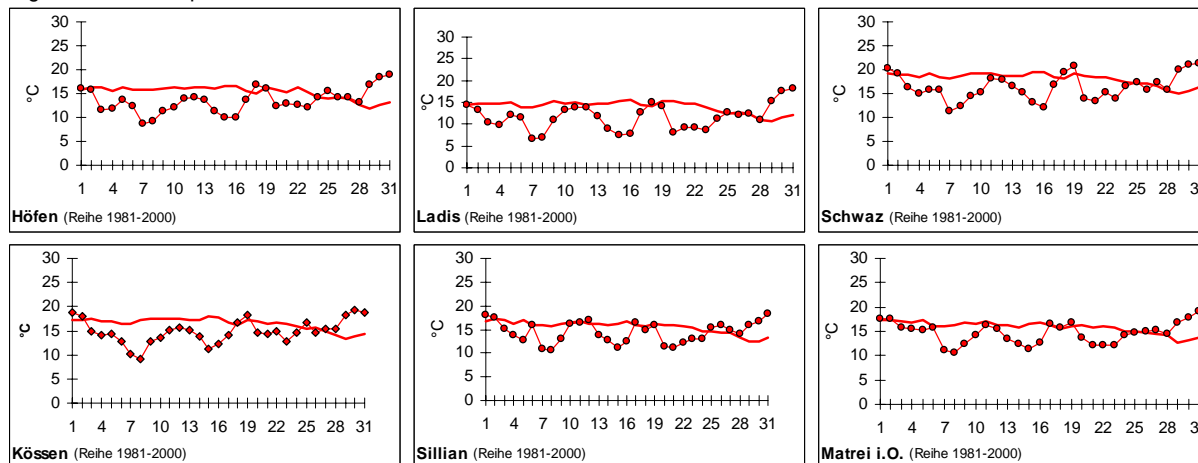 30
25
20
15
10
5
0
°C
1 4 7 10 13 16 19 22 25 28 31
Höfen (Reihe 1981-2000)
30
25
20
15
10
5
0
°C
1 4 7 10 13 16 19 22 25 28 31
Ladis (Reihe 1981-2000)
30
25
20
15
10
5
0
°C
1 4 7 10 13 16 19 22 25 28
Schwaz (Reihe 1981-2000)
30
25
20
15
10
5
0
°C
1 4 7 10 13 16 19 22 25 28 31
Kössen (Reihe 1981-2000)
30
25
20
15
10
5
0
°C
1 4 7 10 13 16 19 22 25 28 31
Sillian (Reihe 1981-2000)
30
25
20
15
10
5
0
°C
1 4 7 10 13 16 19 22 25 28
Matrei i.O. (Reihe 1981-2000)